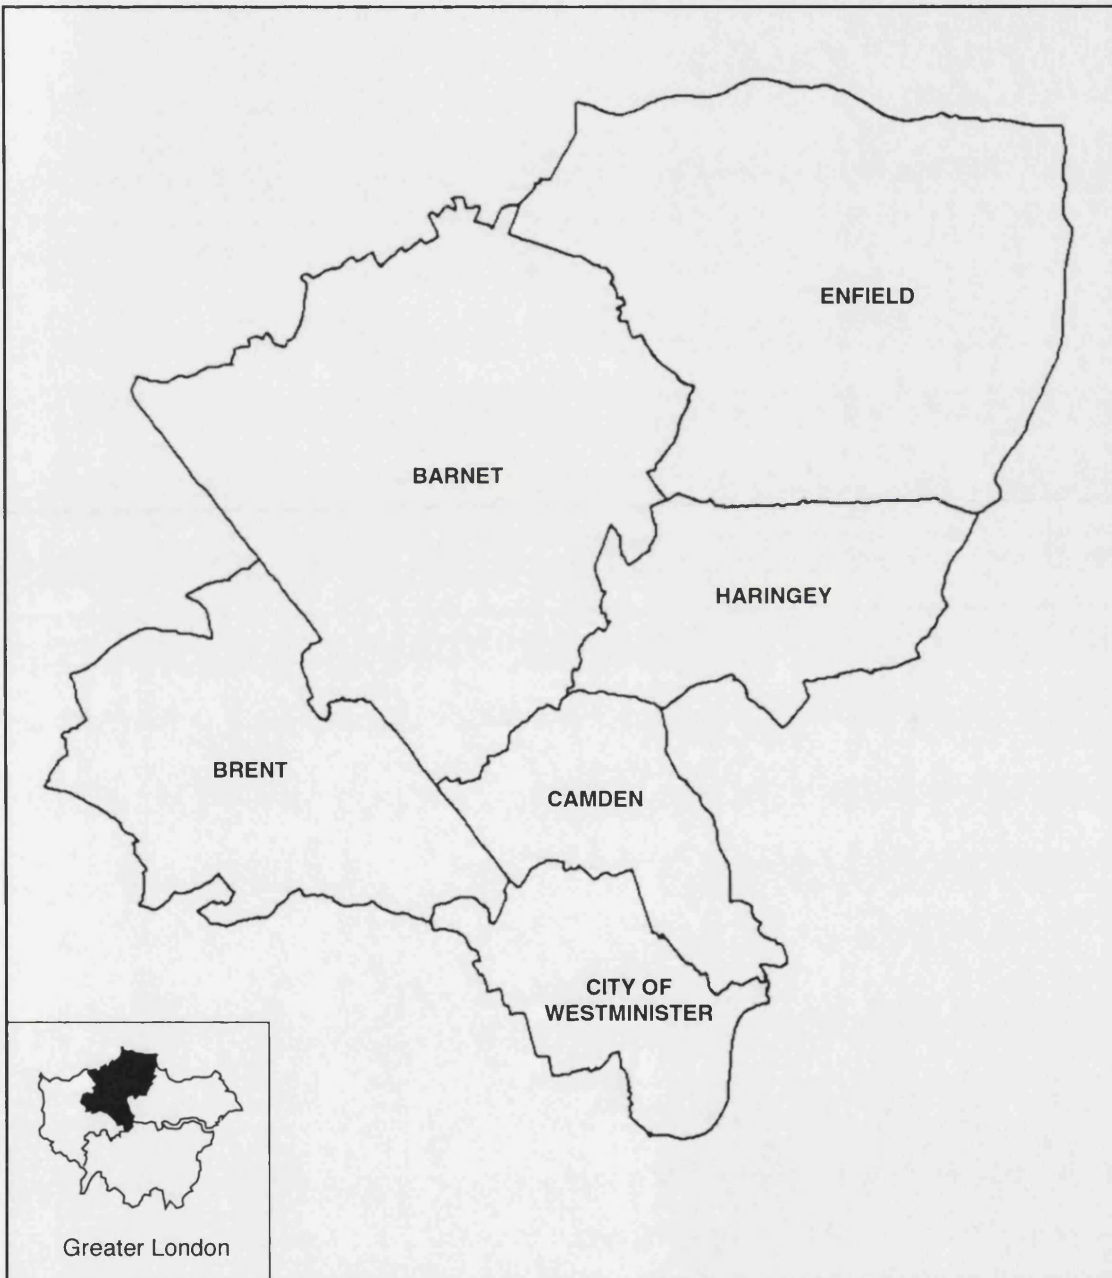 ENFIELD
BARNET
HARINGEY
BRENT
CAMDEN
CITY OF
WESTMINISTER
Greater London